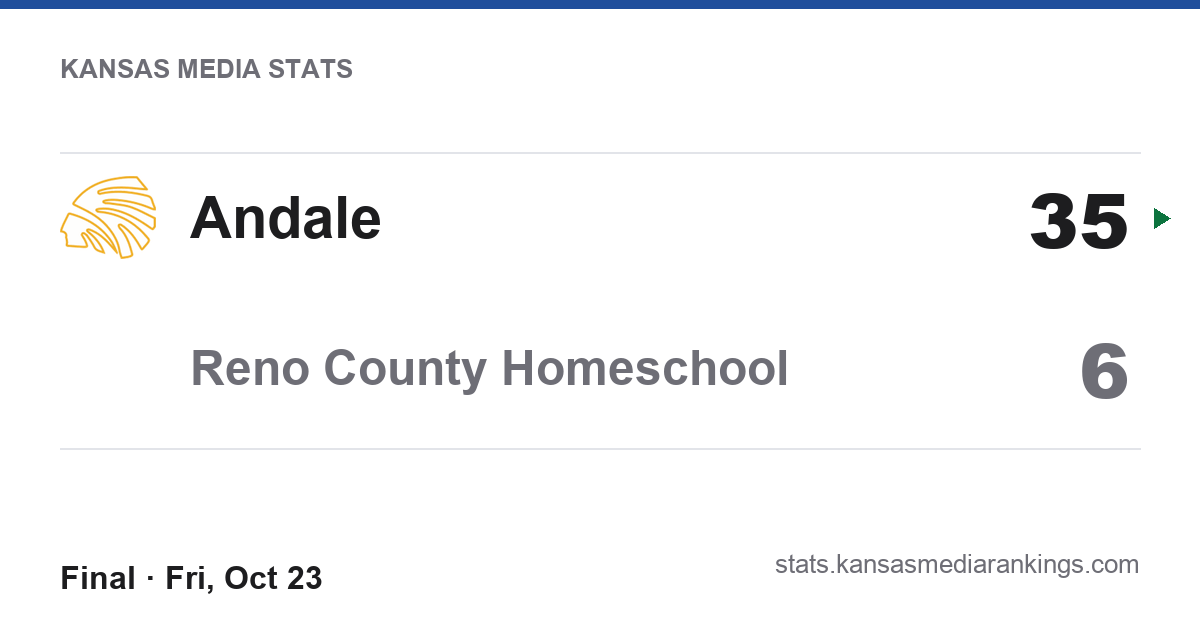 KANSAS MEDIA STATS
Andale 35
Reno County Homeschool 6
Final · Fri, Oct 23
stats.kansasmediarankings.com